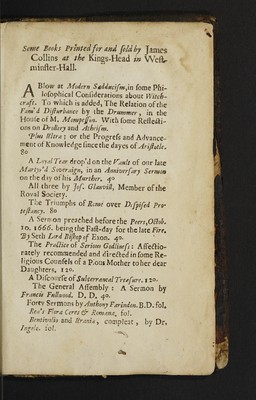 Some Books Printed for and sold by James
Collins at the Kings-Head in West-
minster-Hall.
A Blow at Modern Sadducism, in some Phi-
losophical Considerations about Witch-
craft. To which is added, The Relation of the
Fam'd Disturbance by the Drummer, in the
House of M. Mompesson. With some Reflecti-
ons on Drollery and Atheism.
Plus Ultra: or the Progress and Advance-
ment of Knowledge since the dayes of Aristotle.
8o
A Loyal Tear drop'd on the Vault of our late
Martyr'd Soveraign, in an Anniversary Sermon
on the day of his Murther. 4o
All three by Jos. Glanvill, Member of the
Royal Society.
The Triumphs of Rome over Despised Pro-
testancy. 8o
A Sermon preached before the Peers, Octob.
10. 1666. being the Fast-day for the late Fire,
By Seth Lord Bishop of Exon. 4o.
The Practice of Serious Godliness: Affectio-
nately recommended and directed in some Re-
ligious Counsels of a Pious Mother to her dear
Daughters, 12o.
A Discourse of Subterraneal Treasure. 12o.
The General Assembly: A Sermon by
Francis Fullwood. D. D. 4o.
Forty Sermons by Anthony Farindon. B.D. fol.
Rea's Flora Ceres & Romana, fol.
Bentivolio and Urania, compleat, by Dr.
Ingelo. fol.